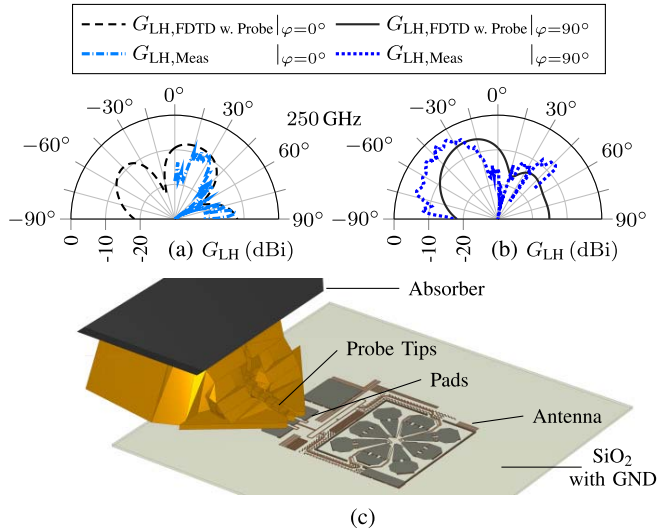 G_LH,FDTD w. Probe |φ=0° G_LH,FDTD w. Probe |φ=90°
G_LH,Meas |φ=0° G_LH,Meas |φ=90°
0° 250 GHz 0°
−30° 30° −30° 30°
−60° 60° −60° 60°
−90° 90° −90° 90°
0 -10 -20 (a) G_LH (dBi) 0 -10 -20 (b) G_LH (dBi)
Absorber
Probe Tips
Pads
Antenna
SiO₂
with GND
(c)